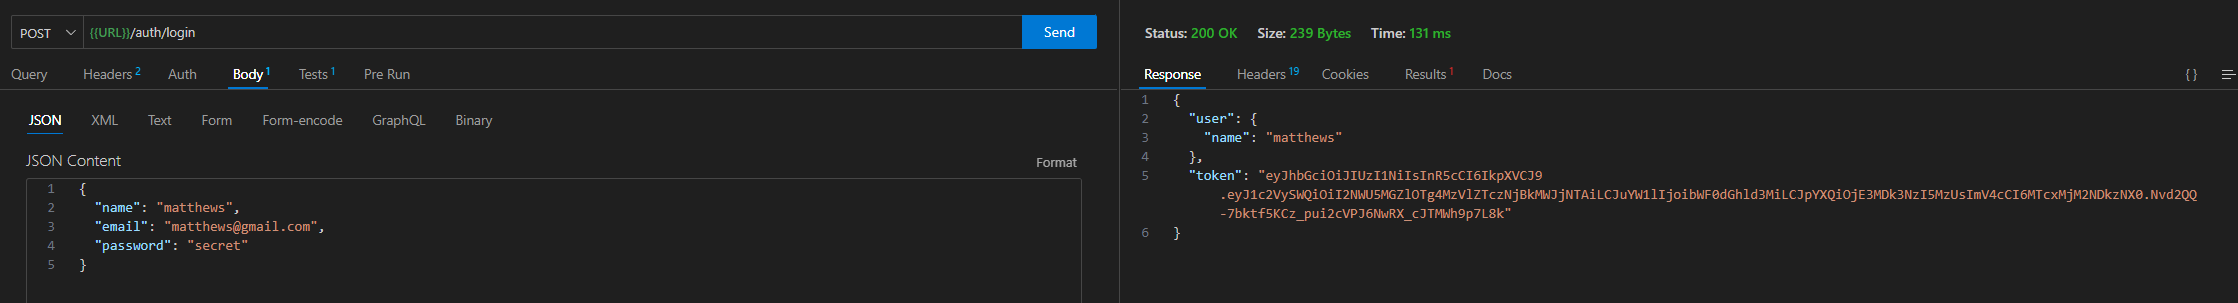 POST
{{URL}}/auth/login
Send
Query Headers 2 Auth Body 1 Tests 1 Pre Run
JSON XML Text Form Form-encode GraphQL Binary
JSON Content
Format
1 {
2 "name": "matthews",
3 "email": "matthews@gmail.com",
4 "password": "secret"
5 }
Status: 200 OK Size: 239 Bytes Time: 131 ms
Response Headers 19 Cookies Results 1 Docs { }
1 {
2 "user": {
3 "name": "matthews"
4 },
5 "token": "eyJhbGciOiJIUzI1NiIsInR5cCI6IkpXVCJ9
.eyJ1c2VySWQiOiI2NWU5MGZlOTg4MzVlZTczNjBkMWJjNTAiLCJuYW1lIjoibWF0dGhld3MiLCJpYXQiOjE3MDk3NzI5MzUsImV4cCI6MTcxMjM2NDkzNX0.Nvd2QQ
-7bktf5KCz_pui2cVPJ6NwRX_cJTMWh9p7L8k"
6 }